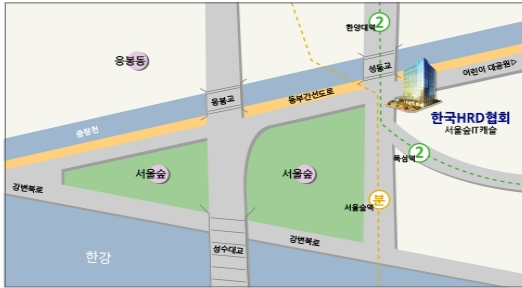 한양대역
2
응봉동
성동교
어린이 대공원▷
응봉교
동부간선도로
한국HRD협회
서울숲IT캐슬
중랑천
뚝섬역
2
서울숲
서울숲
강변북로
분
서울숲역
강변북로
성수대교
한강